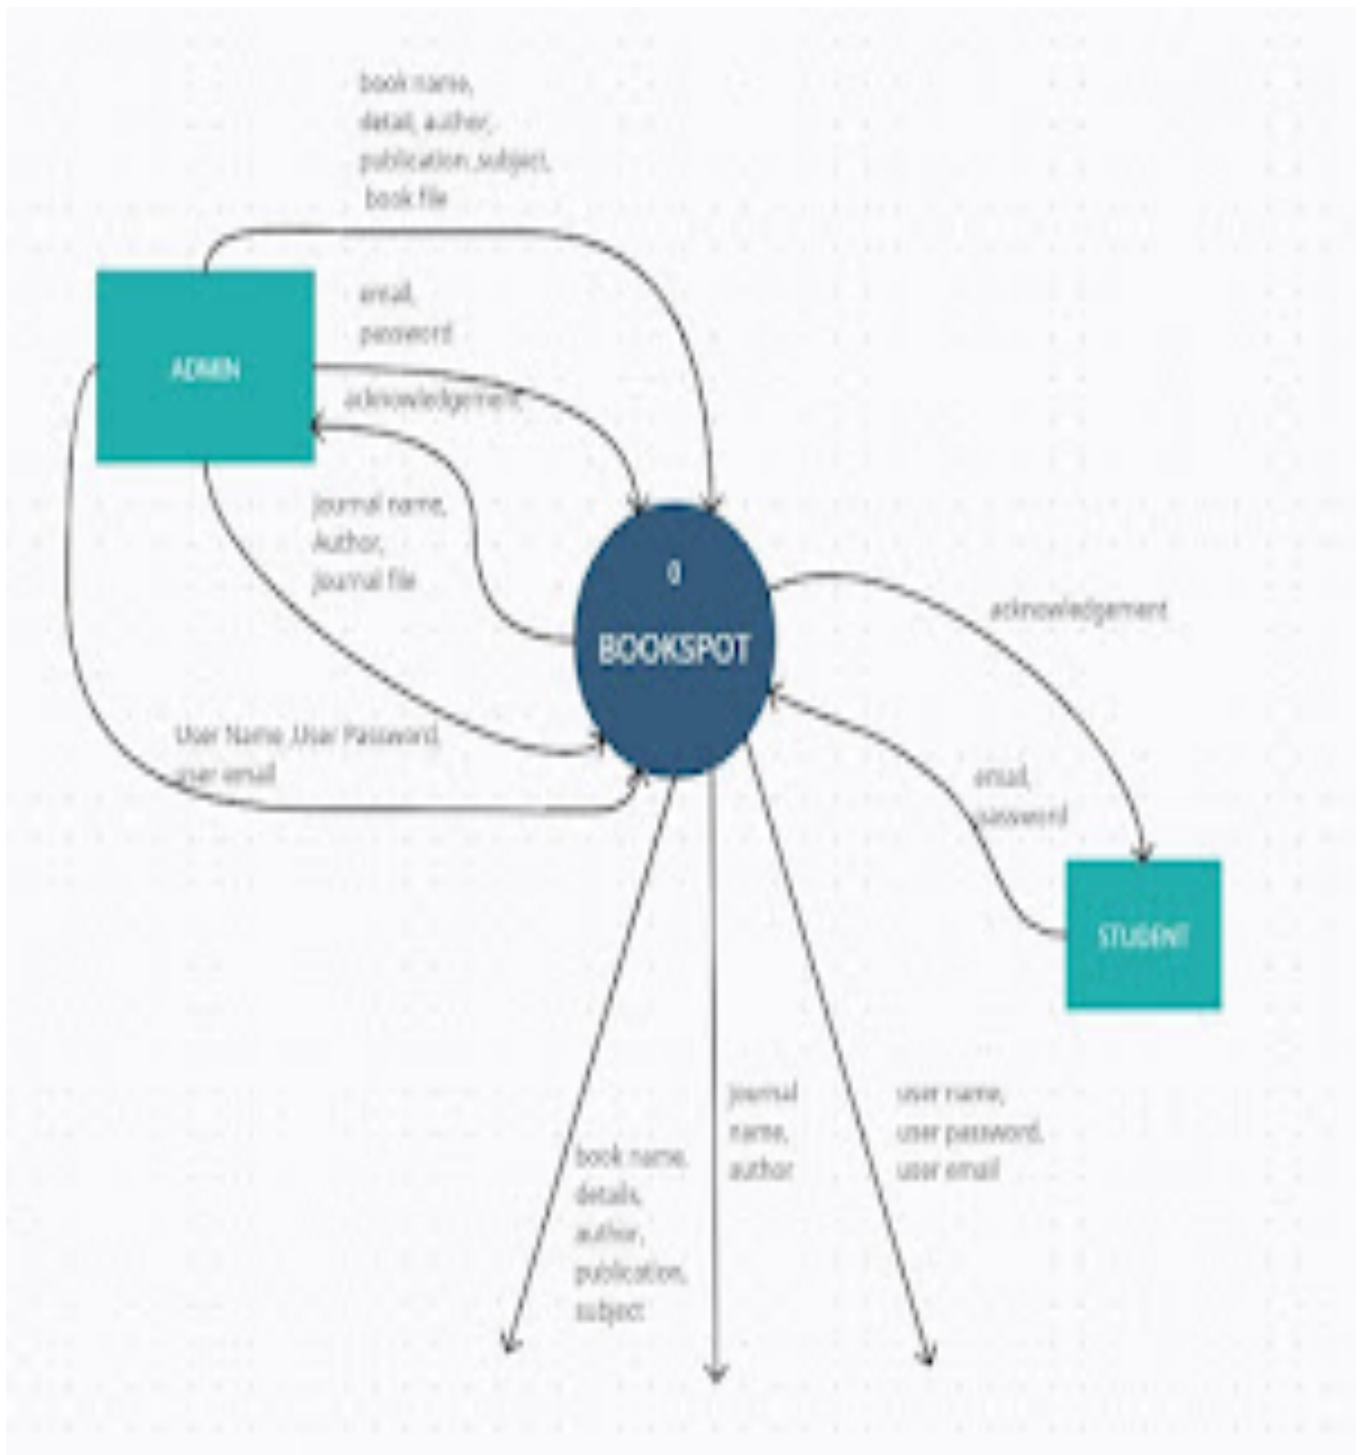 book name,
detail, author,
publication ,subject,
book file
email,
password
ADMIN
acknowledgement
Journal name,
Author,
Journal file
0
BOOKSPOT
acknowledgement
User Name ,User Password,
user email
email,
password
STUDENT
journal
name,
author
user name,
user password,
user email
book name,
details,
author,
publication,
subject